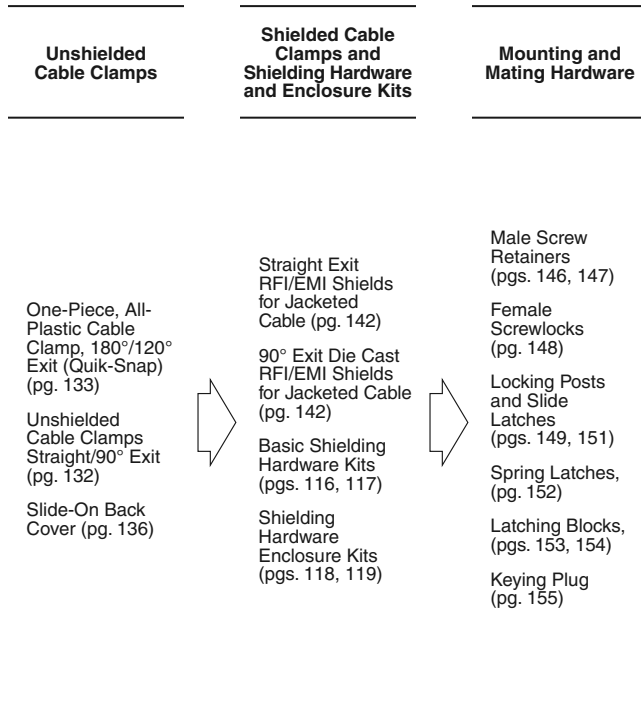 Unshielded
Cable Clamps
Shielded Cable
Clamps and
Shielding Hardware
and Enclosure Kits
Mounting and
Mating Hardware
One-Piece, All-
Plastic Cable
Clamp, 180°/120°
Exit (Quik-Snap)
(pg. 133)
Unshielded
Cable Clamps
Straight/90° Exit
(pg. 132)
Slide-On Back
Cover (pg. 136)
Straight Exit
RFI/EMI Shields
for Jacketed
Cable (pg. 142)
90° Exit Die Cast
RFI/EMI Shields
for Jacketed Cable
(pg. 142)
Basic Shielding
Hardware Kits
(pgs. 116, 117)
Shielding
Hardware
Enclosure Kits
(pgs. 118, 119)
Male Screw
Retainers
(pgs. 146, 147)
Female
Screwlocks
(pg. 148)
Locking Posts
and Slide
Latches
(pgs. 149, 151)
Spring Latches,
(pg. 152)
Latching Blocks,
(pgs. 153, 154)
Keying Plug
(pg. 155)